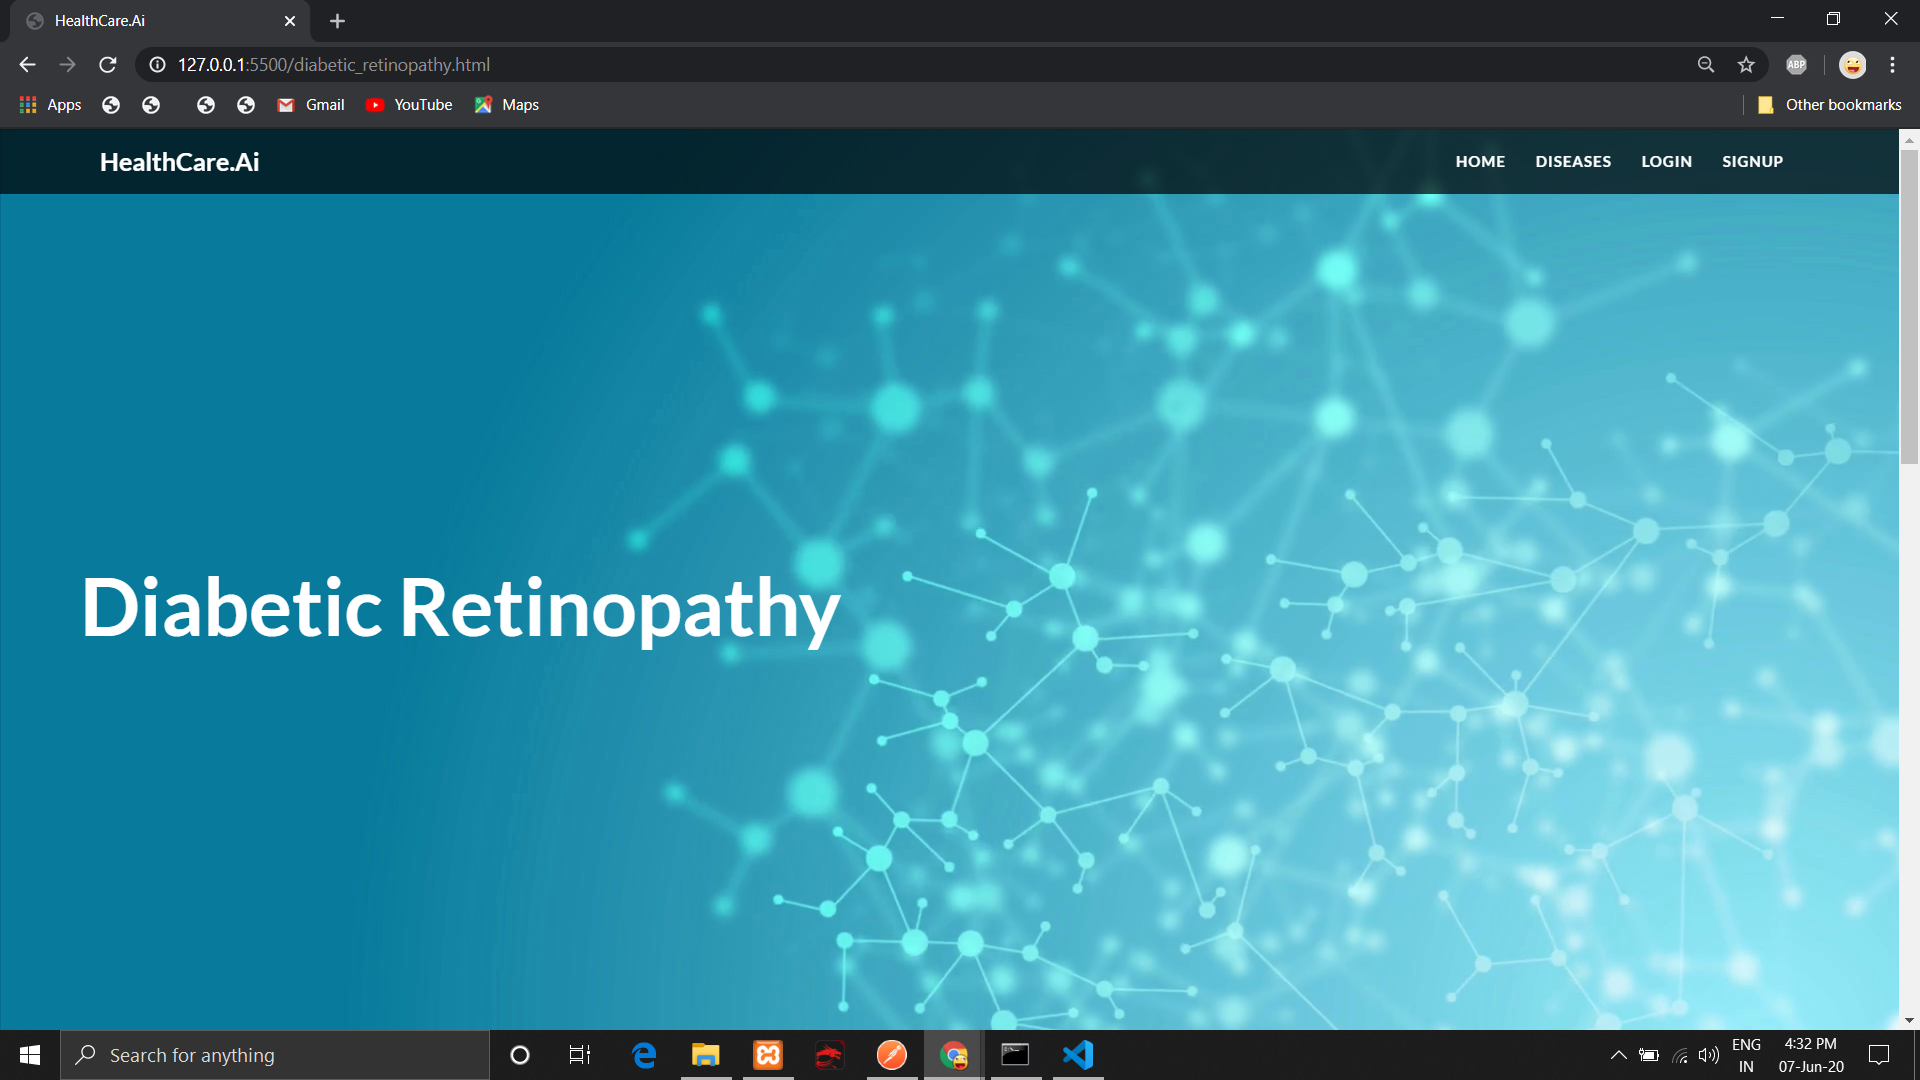 HealthCare.Ai
127.0.0.1:5500/diabetic_retinopathy.html
ABP
Apps Gmail YouTube Maps Other bookmarks
HealthCare.Ai HOME DISEASES LOGIN SIGNUP
Diabetic Retinopathy
Search for anything
ENG
IN
4:32 PM
07-Jun-20